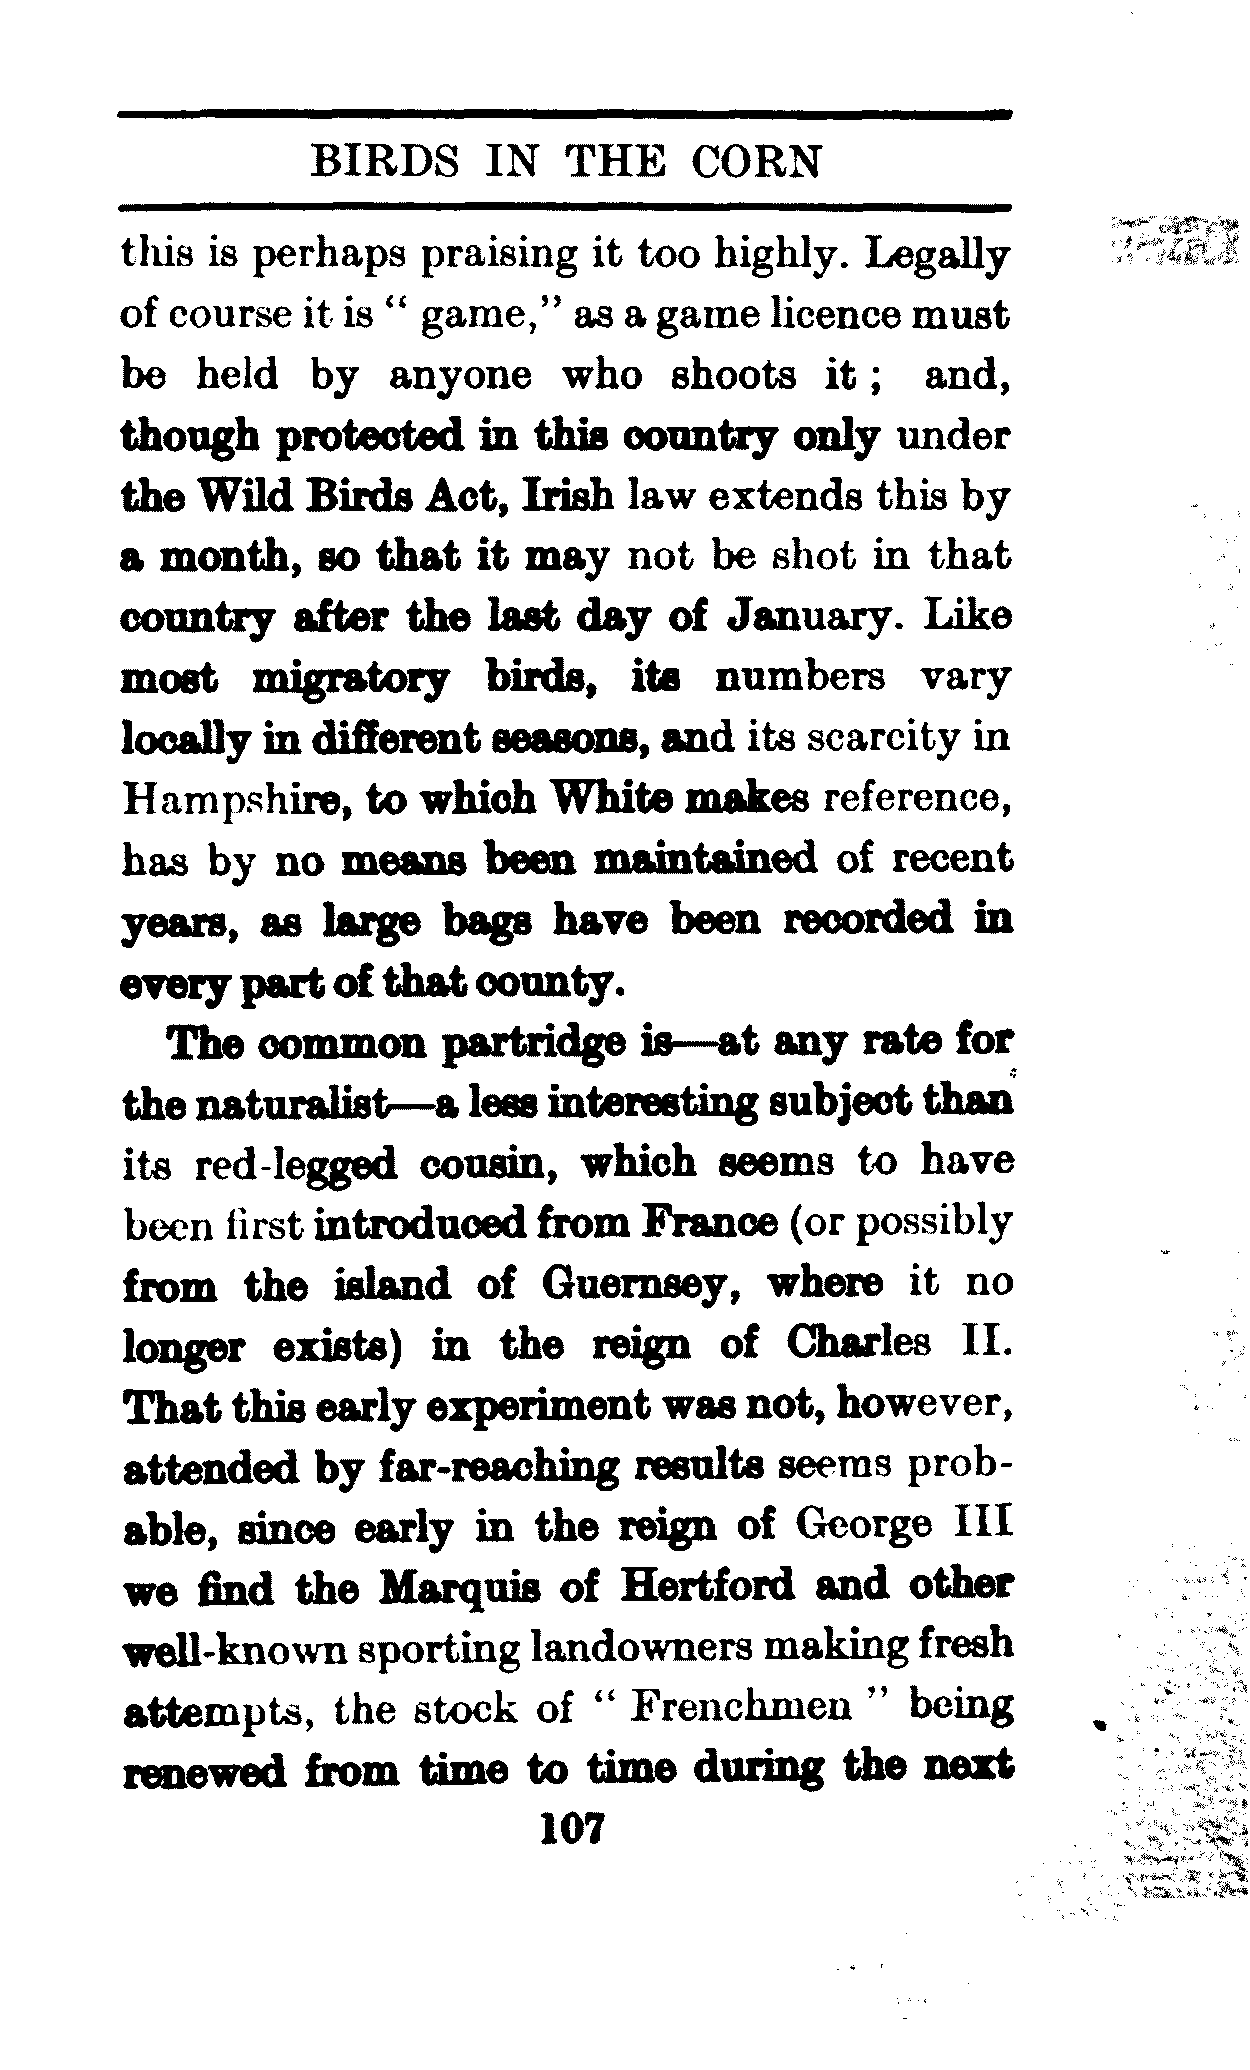 BIRDS IN THE CORN
this is perhaps praising it too highly. Legally
of course it is " game," as a game licence must
be held by anyone who shoots it ; and,
though protected in this country only under
the Wild Birds Act, Irish law extends this by
a month, so that it may not be shot in that
country after the last day of January. Like
most migratory birds, its numbers vary
locally in different seasons, and its scarcity in
Hampshire, to which White makes reference,
has by no means been maintained of recent
years, as large bags have been recorded in
every part of that county.
The common partridge is—at any rate for
the naturalist—a less interesting subject than
its red-legged cousin, which seems to have
been first introduced from France (or possibly
from the island of Guernsey, where it no
longer exists) in the reign of Charles II.
That this early experiment was not, however,
attended by far-reaching results seems prob-
able, since early in the reign of George III
we find the Marquis of Hertford and other
well-known sporting landowners making fresh
attempts, the stock of " Frenchmen " being
renewed from time to time during the next
107